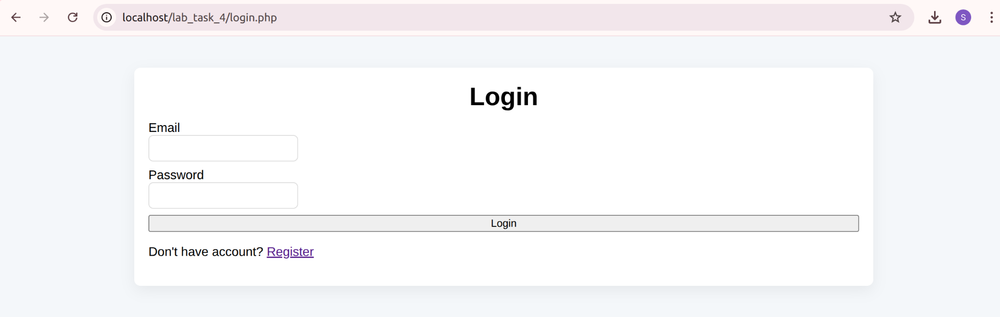 localhost/lab_task_4/login.php
S
Login
Email
Password
Login
Don't have account? Register